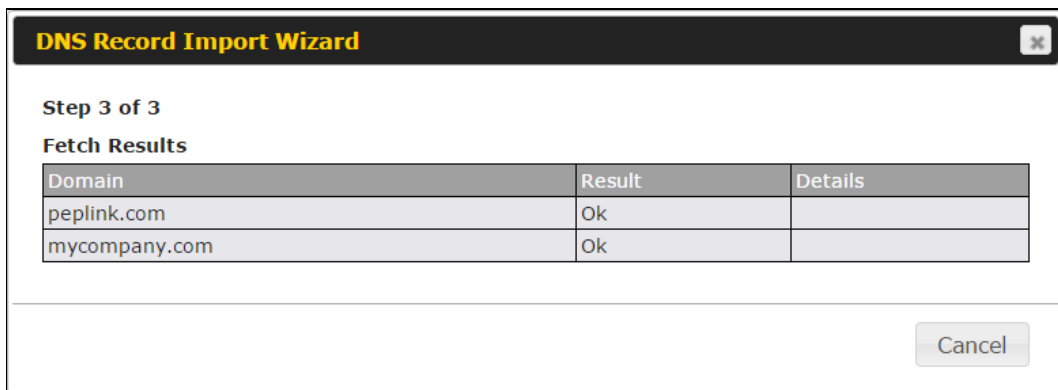 DNS Record Import Wizard
Step 3 of 3
Fetch Results
Domain Result Details
peplink.com Ok
mycompany.com Ok
Cancel